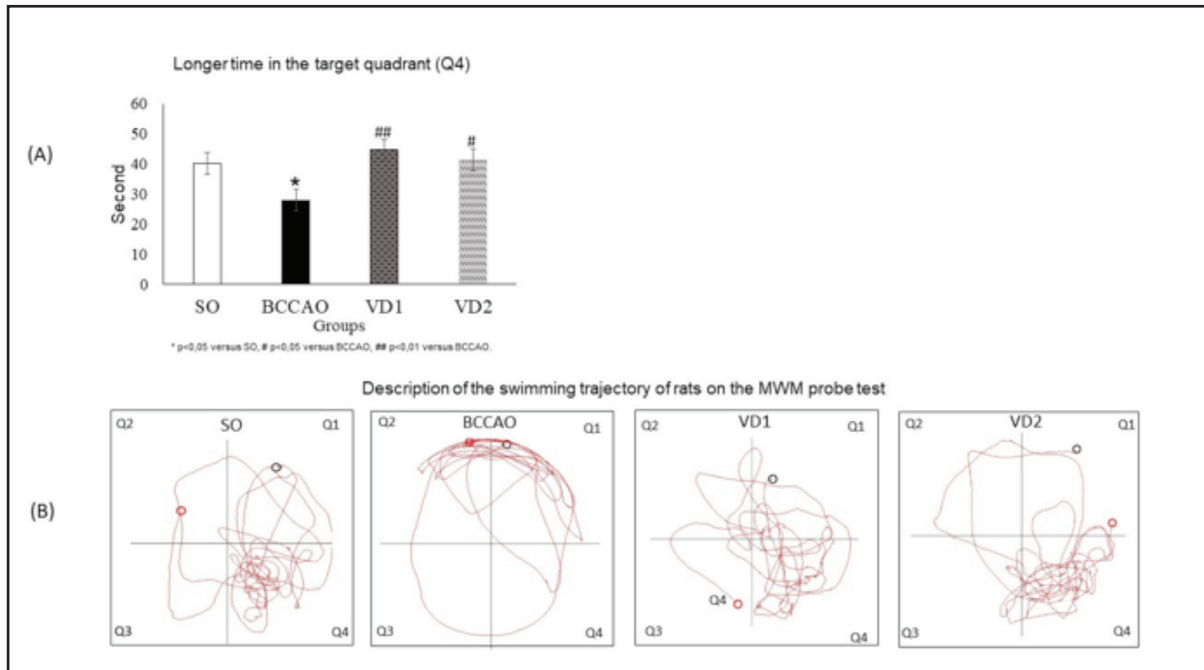 Longer time in the target quadrant (Q4)
(A)
Second
60
50
40
30
20
10
0
*
##
#
SO BCCAO VD1 VD2
Groups
* p<0,05 versus SO, # p<0,05 versus BCCAO, ## p<0,01 versus BCCAO.
Description of the swimming trajectory of rats on the MWM probe test
(B)
Q2 SO Q1
Q3 Q4
Q2 BCCAO Q1
Q3 Q4
Q2 VD1 Q1
Q4
Q3 Q4
Q2 VD2 Q1
Q3 Q4